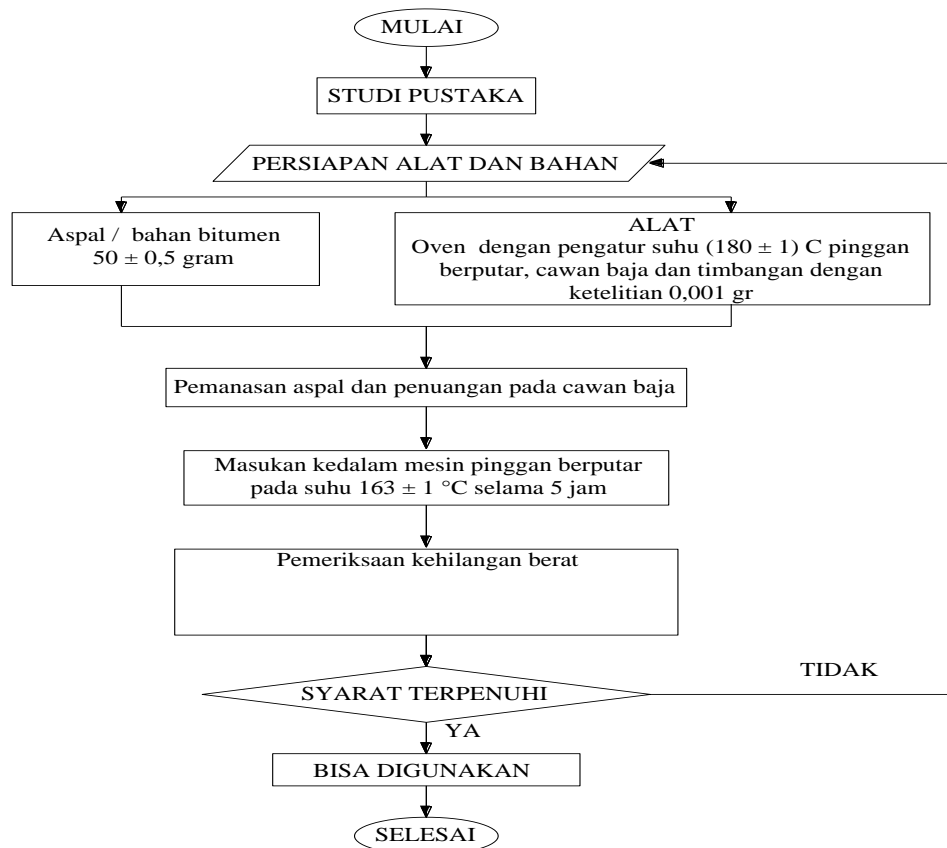 MULAI
STUDI PUSTAKA
PERSIAPAN ALAT DAN BAHAN
Aspal / bahan bitumen
50 ± 0,5 gram
ALAT
Oven dengan pengatur suhu (180 ± 1) C pinggan
berputar, cawan baja dan timbangan dengan
ketelitian 0,001 gr
Pemanasan aspal dan penuangan pada cawan baja
Masukan kedalam mesin pinggan berputar
pada suhu 163 ± 1 °C selama 5 jam
Pemeriksaan kehilangan berat
SYARAT TERPENUHI
TIDAK
YA
BISA DIGUNAKAN
SELESAI